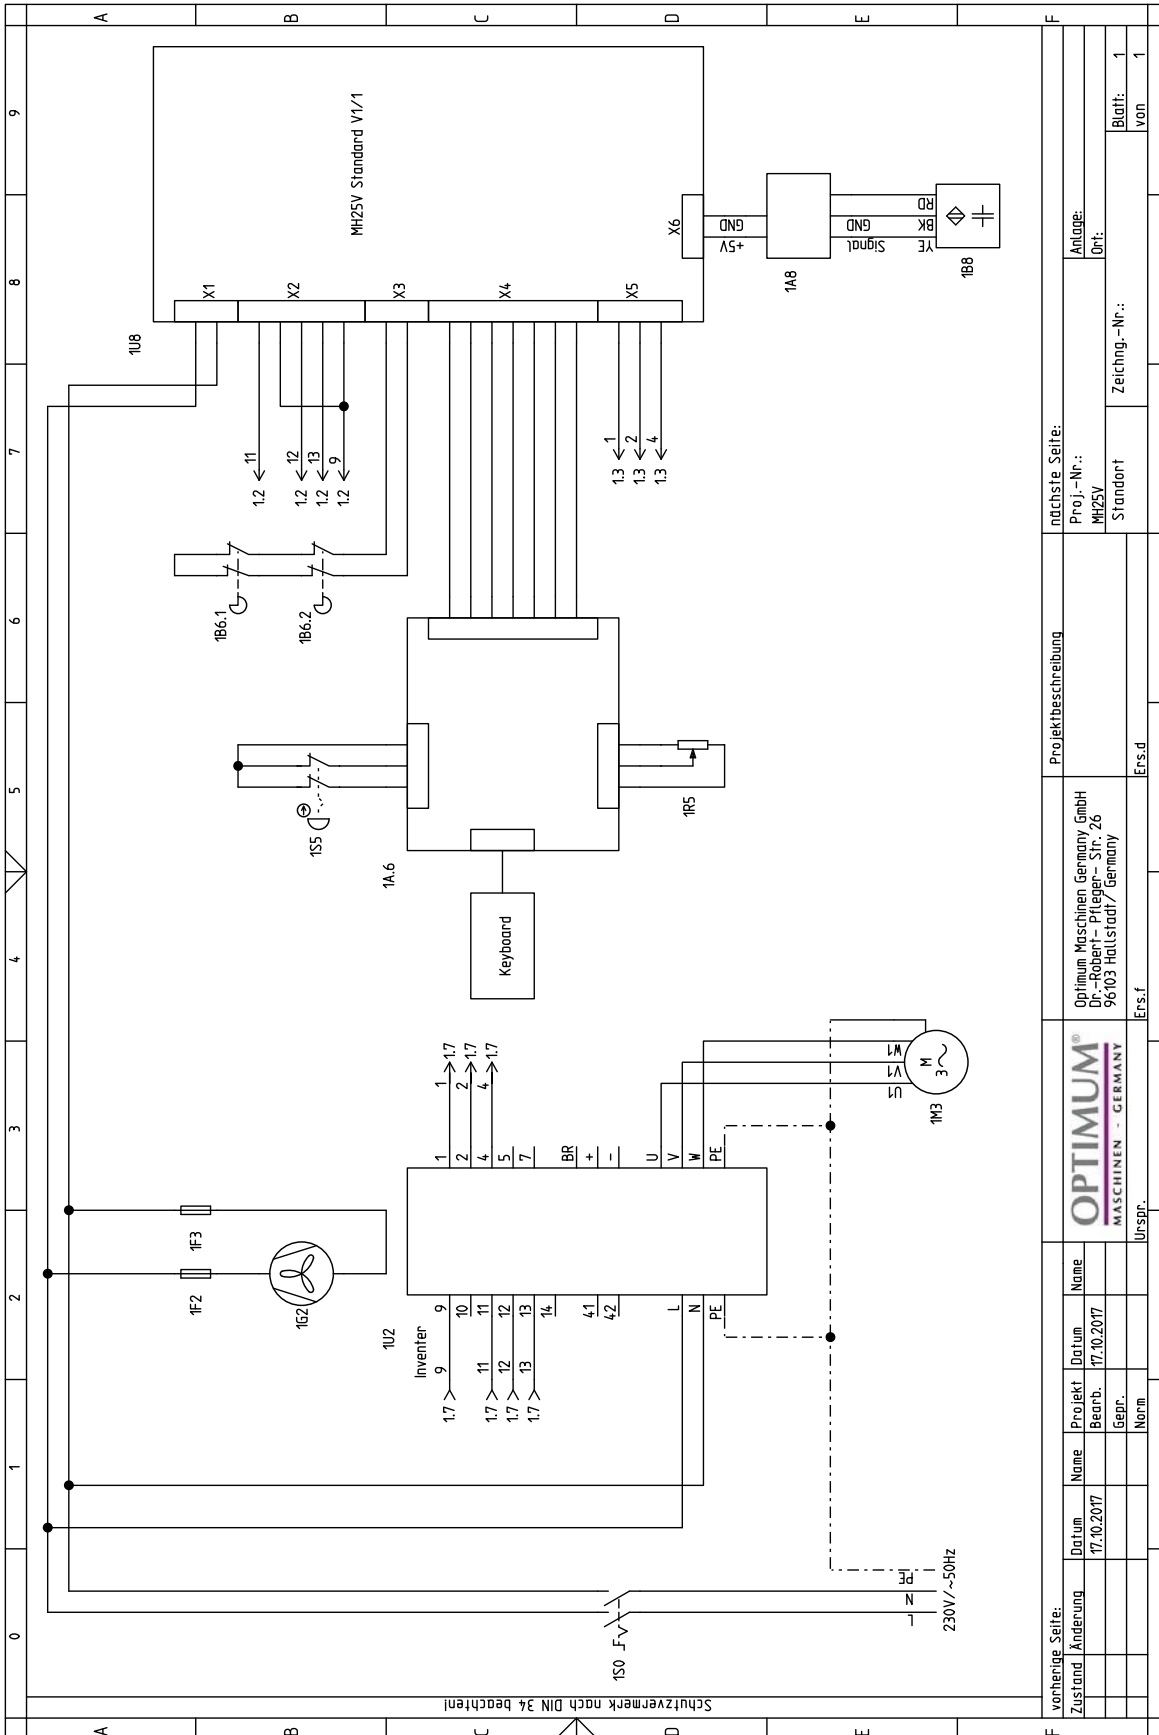 0 1 2 3 4 5 6 7 8 9
A
B
C
D
E
F
A
B
C
D
E
F
Schutzvermerk nach DIN 34 beachten!
1S0
L
N
PE
230V/~50Hz
1F2
1F3
1G2
1U2
Inventer
1.7 9 9
10
1.7 11 11
1.7 12 12
1.7 13 13
14
41
42
L
N
PE
1 1 1.7
2 2 1.7
4 4 1.7
5
7
BR
+
-
U
V
W
PE
U1
V1
W1
M
3~
1M3
Keyboard
1A.6
1S5
1R5
1B6.1
1B6.2
1.2 11
1.2 12
1.2 13
1.2 9
1.3 1
1.3 2
1.3 4
1U8
X1
X2
X3
X4
X5
X6
MH25V Standard V1/1
+5V
GND
1A8
Signal
GND
YE
BK
RD
1B8
vorherige Seite:
Zustand Änderung Datum Name Projekt Datum Name
17.10.2017 Bearb. 17.10.2017
Gepr.
Norm
OPTIMUM®
MASCHINEN - GERMANY
Urspr.
Optimum Maschinen Germany GmbH
Dr.-Robert- Pfleger- Str. 26
96103 Hallstadt/ Germany
Ers.f
Ers.d
Projektbeschreibung
nächste Seite:
Proj.-Nr.:
MH25V
Standort
Zeichng.-Nr.:
Anlage:
Ort:
Blatt: 1
von 1